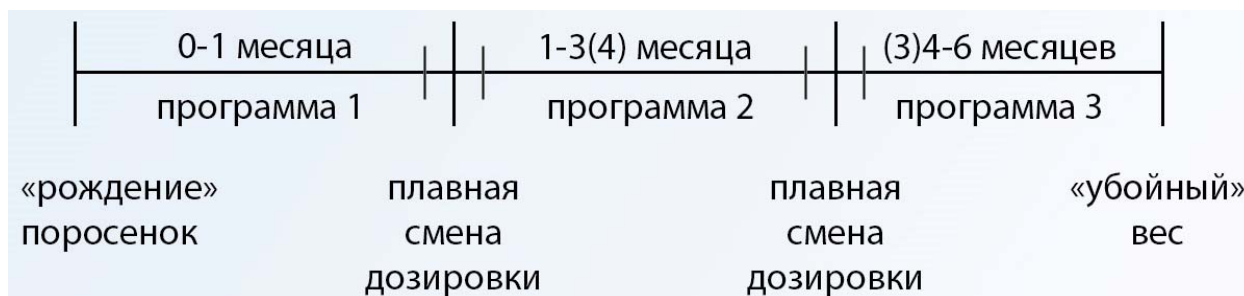 0-1 месяца 1-3(4) месяца (3)4-6 месяцев
программа 1 программа 2 программа 3
«рождение» плавная плавная «убойный»
поросенок смена смена вес
дозировки дозировки